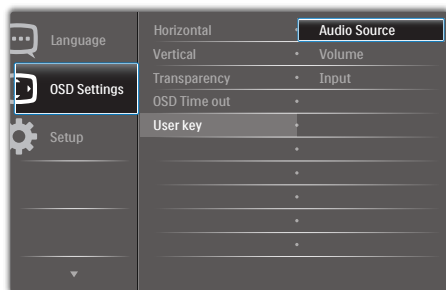 Language
OSD Settings
Setup
Horizontal
Vertical
Transparency
OSD Time out
User key
Audio Source
Volume
Input